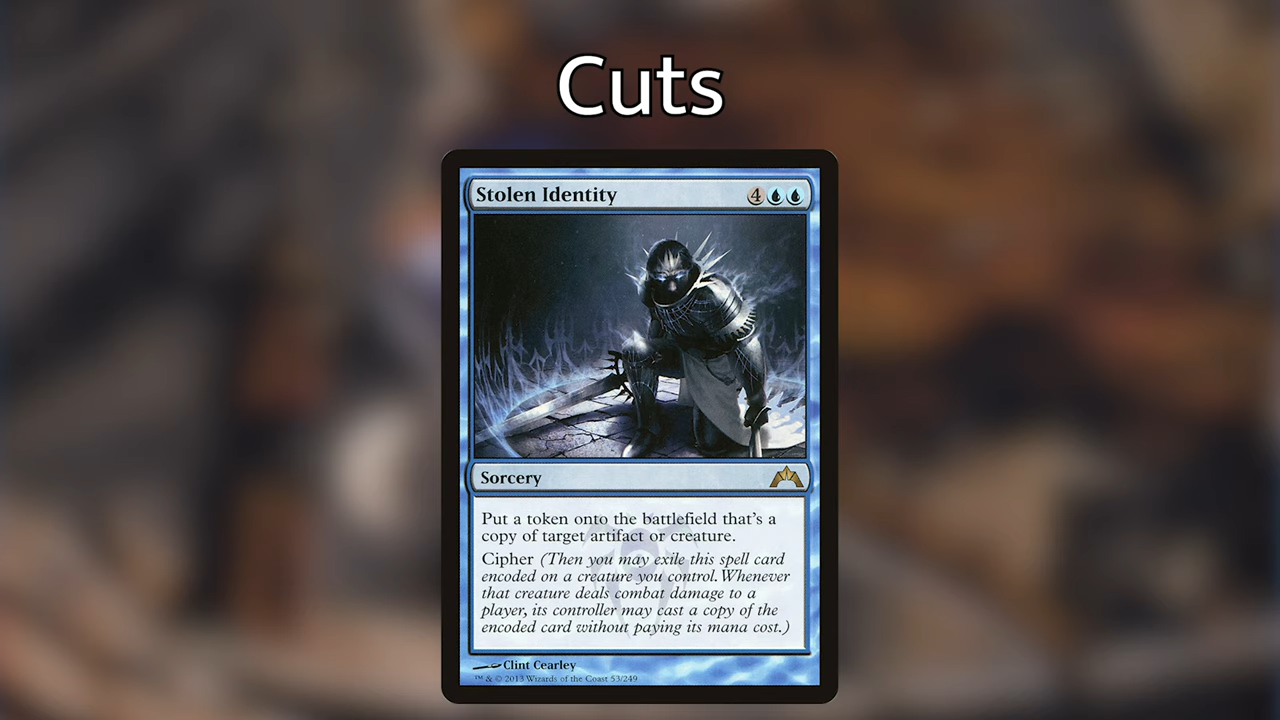 Cuts
Stolen Identity 4
Sorcery
Put a token onto the battlefield that's a
copy of target artifact or creature.
Cipher (Then you may exile this spell card
encoded on a creature you control. Whenever
that creature deals combat damage to a
player, its controller may cast a copy of the
encoded card without paying its mana cost.)
Clint Cearley
™ & © 2013 Wizards of the Coast 53/249